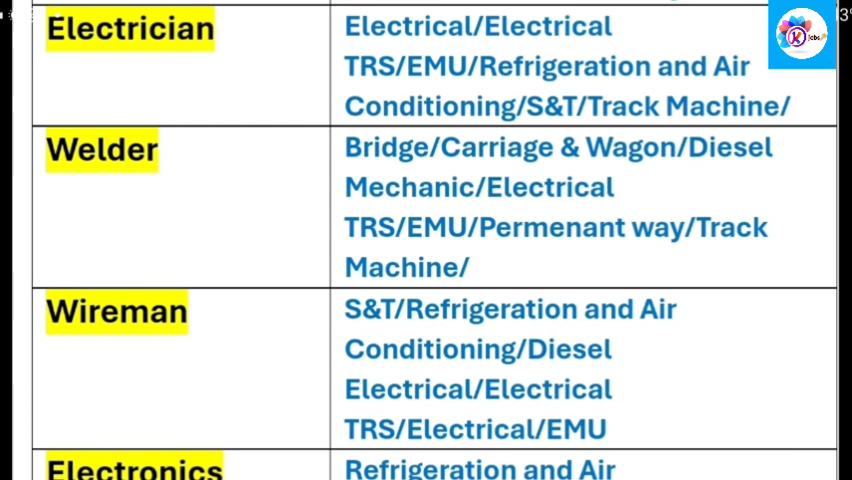 Electrician
Electrical/Electrical
TRS/EMU/Refrigeration and Air
Conditioning/S&T/Track Machine/
Welder
Bridge/Carriage & Wagon/Diesel
Mechanic/Electrical
TRS/EMU/Permenant way/Track
Machine/
Wireman
S&T/Refrigeration and Air
Conditioning/Diesel
Electrical/Electrical
TRS/Electrical/EMU
Electronics
Refrigeration and Air
K jobs